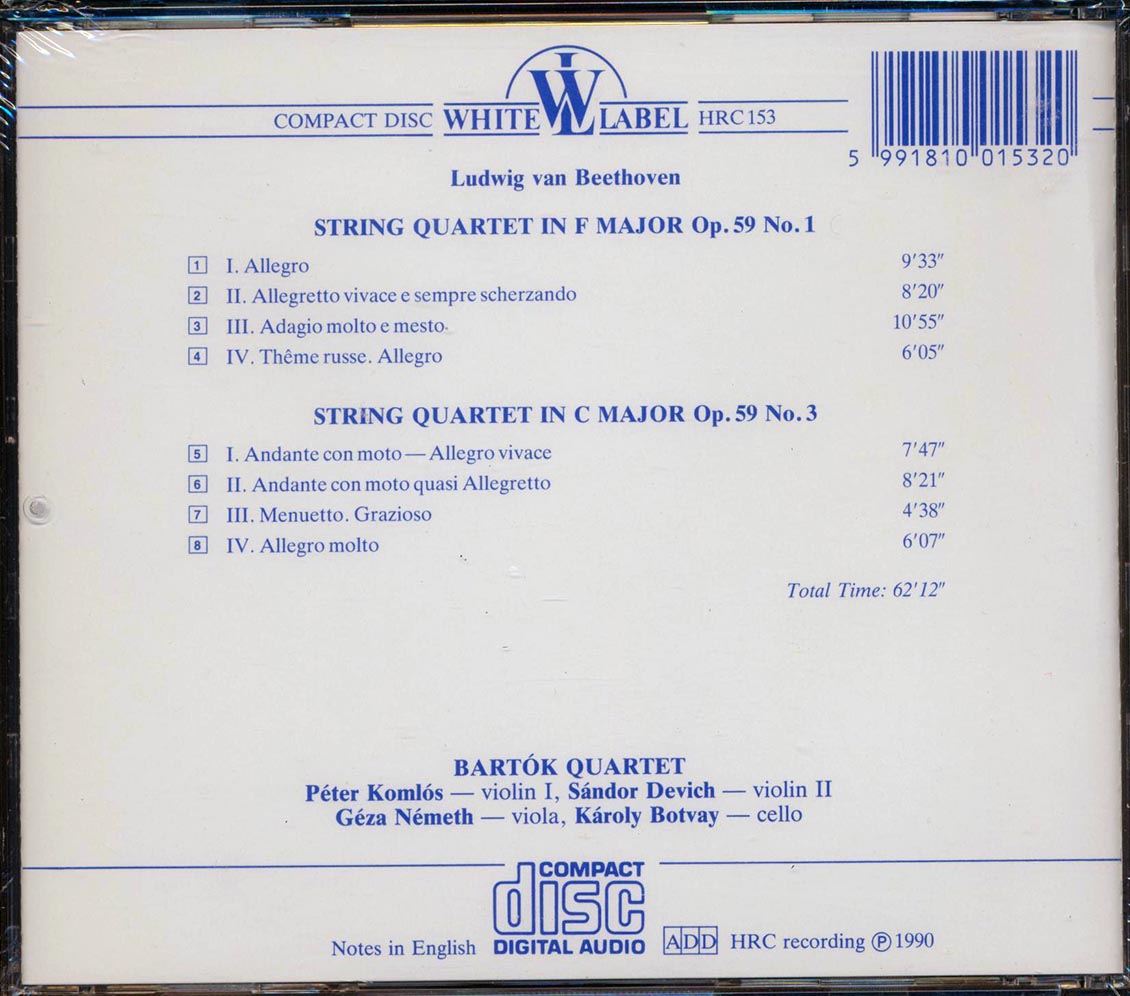 COMPACT DISC WHITE WL LABEL HRC 153
5 991810 015320
Ludwig van Beethoven
STRING QUARTET IN F MAJOR Op. 59 No. 1
1 I. Allegro 9'33"
2 II. Allegretto vivace e sempre scherzando 8'20"
3 III. Adagio molto e mesto 10'55"
4 IV. Thême russe. Allegro 6'05"
STRING QUARTET IN C MAJOR Op. 59 No. 3
5 I. Andante con moto — Allegro vivace 7'47"
6 II. Andante con moto quasi Allegretto 8'21"
7 III. Menuetto. Grazioso 4'38"
8 IV. Allegro molto 6'07"
Total Time: 62'12"
BARTÓK QUARTET
Péter Komlós — violin I, Sándor Devich — violin II
Géza Németh — viola, Károly Botvay — cello
COMPACT
disc
DIGITAL AUDIO
Notes in English
ADD HRC recording Ⓟ 1990